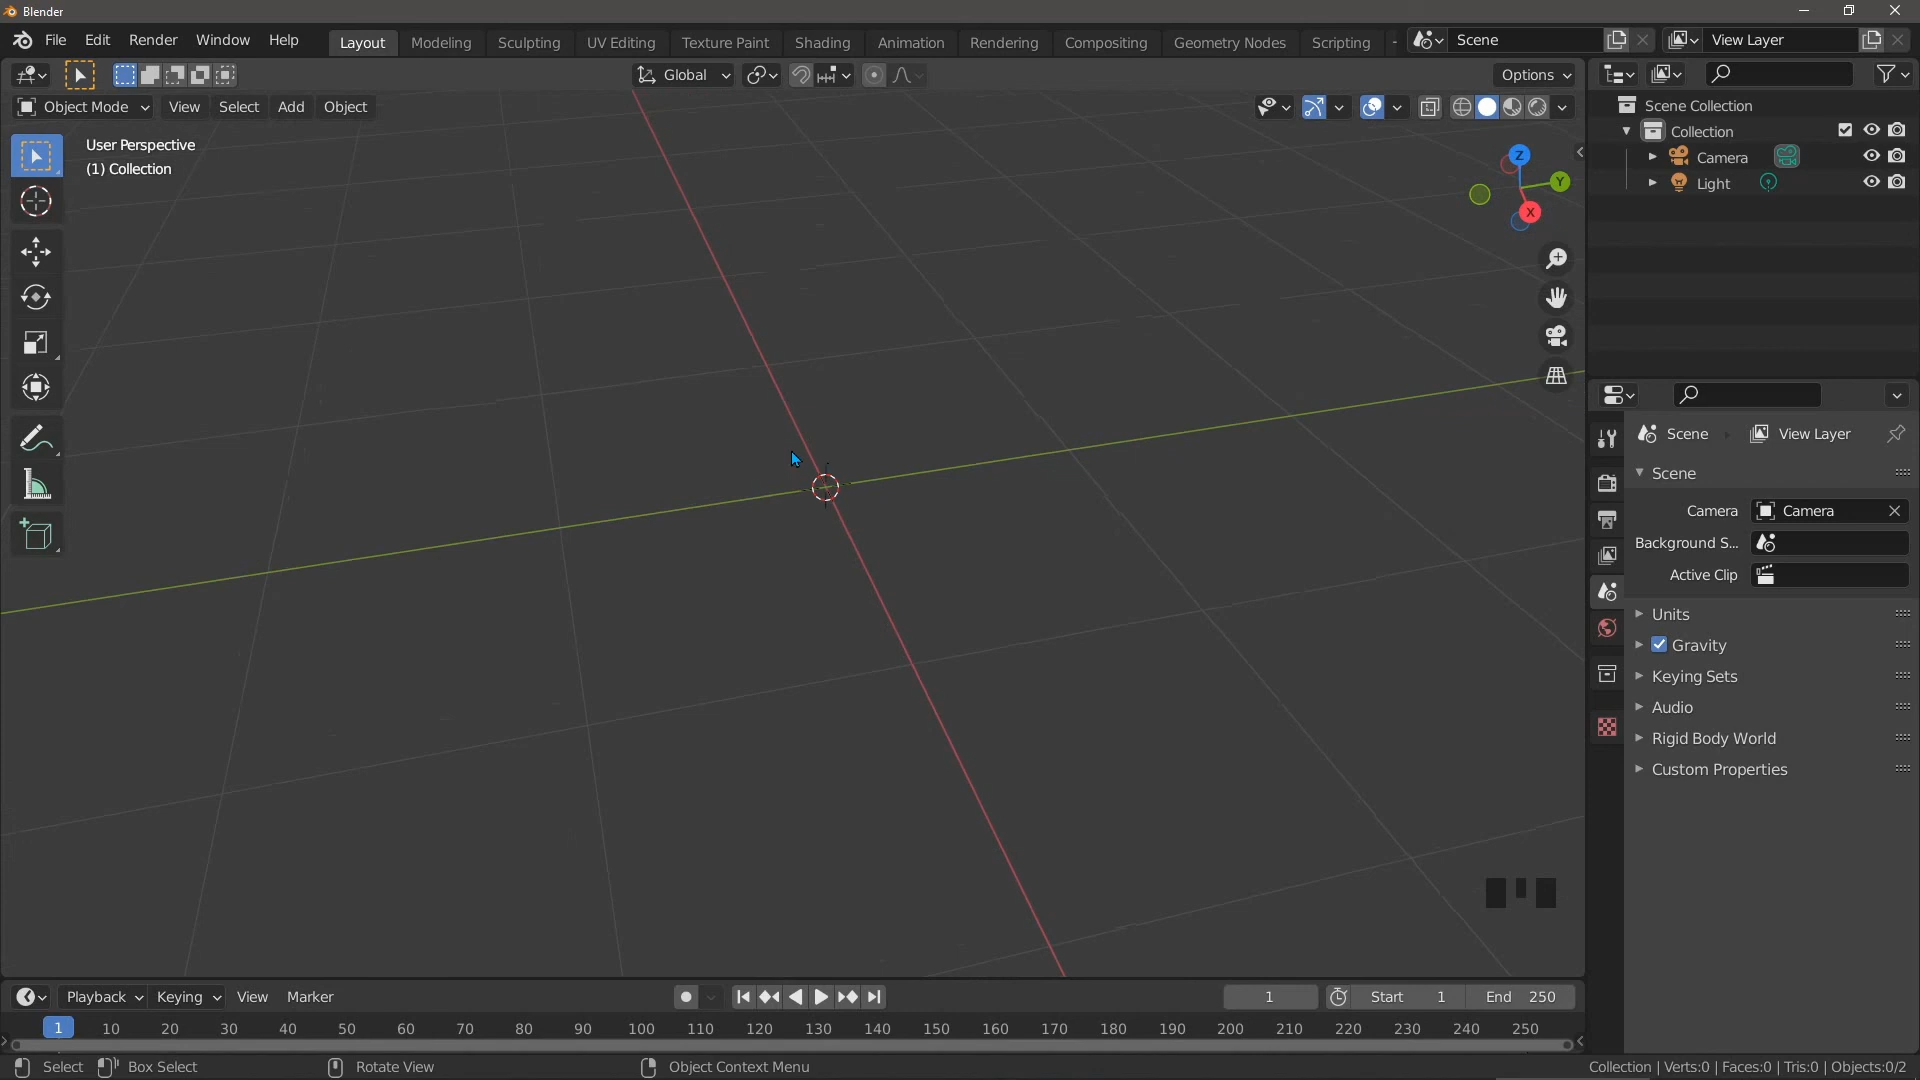 Blender
File Edit Render Window Help Layout Modeling Sculpting UV Editing Texture Paint Shading Animation Rendering Compositing Geometry Nodes Scripting Scene View Layer
Global Options
Object Mode View Select Add Object
User Perspective
(1) Collection
Z
Y
X
Scene Collection
Collection
Camera
Light
Scene View Layer
Scene
Camera Camera
Background S...
Active Clip
Units
Gravity
Keying Sets
Audio
Rigid Body World
Custom Properties
Playback Keying View Marker 1 Start 1 End 250
1 10 20 30 40 50 60 70 80 90 100 110 120 130 140 150 160 170 180 190 200 210 220 230 240 250
Select Box Select Rotate View Object Context Menu Collection | Verts:0 | Faces:0 | Tris:0 | Objects:0/2